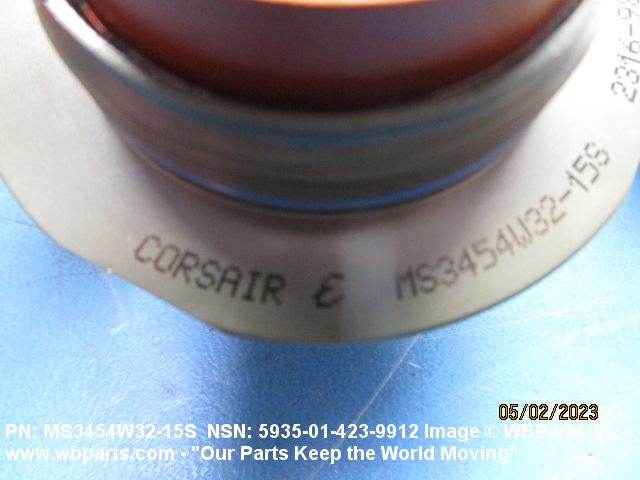 2316-
CORSAIR Ɛ MS3454W32-15S
05/02/2023
PN: MS3454W32-15S NSN: 5935-01-423-9912 Image © WBParts, Inc.
www.wbparts.com - "Our Parts Keep the World Moving"